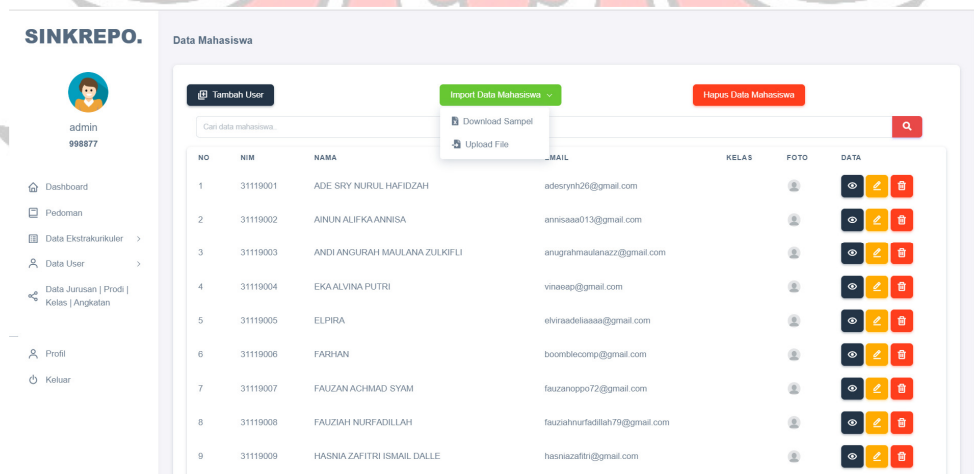 SINKREPO.
admin
998877
Dashboard
Pedoman
Data Ekstrakurikuler
Data User
Data Jurusan | Prodi |
Kelas | Angkatan
Profil
Keluar
Data Mahasiswa
Tambah User
Import Data Mahasiswa
Hapus Data Mahasiswa
Download Sampel
Upload File
Cari data mahasiswa..
NO NIM NAMA EMAIL KELAS FOTO DATA
1 31119001 ADE SRY NURUL HAFIDZAH adesrynh26@gmail.com
2 31119002 AINUN ALIFKA ANNISA annisaaa013@gmail.com
3 31119003 ANDI ANGURAH MAULANA ZULKIFLI anugrahmaulanazz@gmail.com
4 31119004 EKA ALVINA PUTRI vinaeap@gmail.com
5 31119005 ELPIRA elviraadeliaaaa@gmail.com
6 31119006 FARHAN boomblecomp@gmail.com
7 31119007 FAUZAN ACHMAD SYAM fauzanoppo72@gmail.com
8 31119008 FAUZIAH NURFADILLAH fauziahnurfadillah79@gmail.com
9 31119009 HASNIA ZAFITRI ISMAIL DALLE hasniazafitri@gmail.com